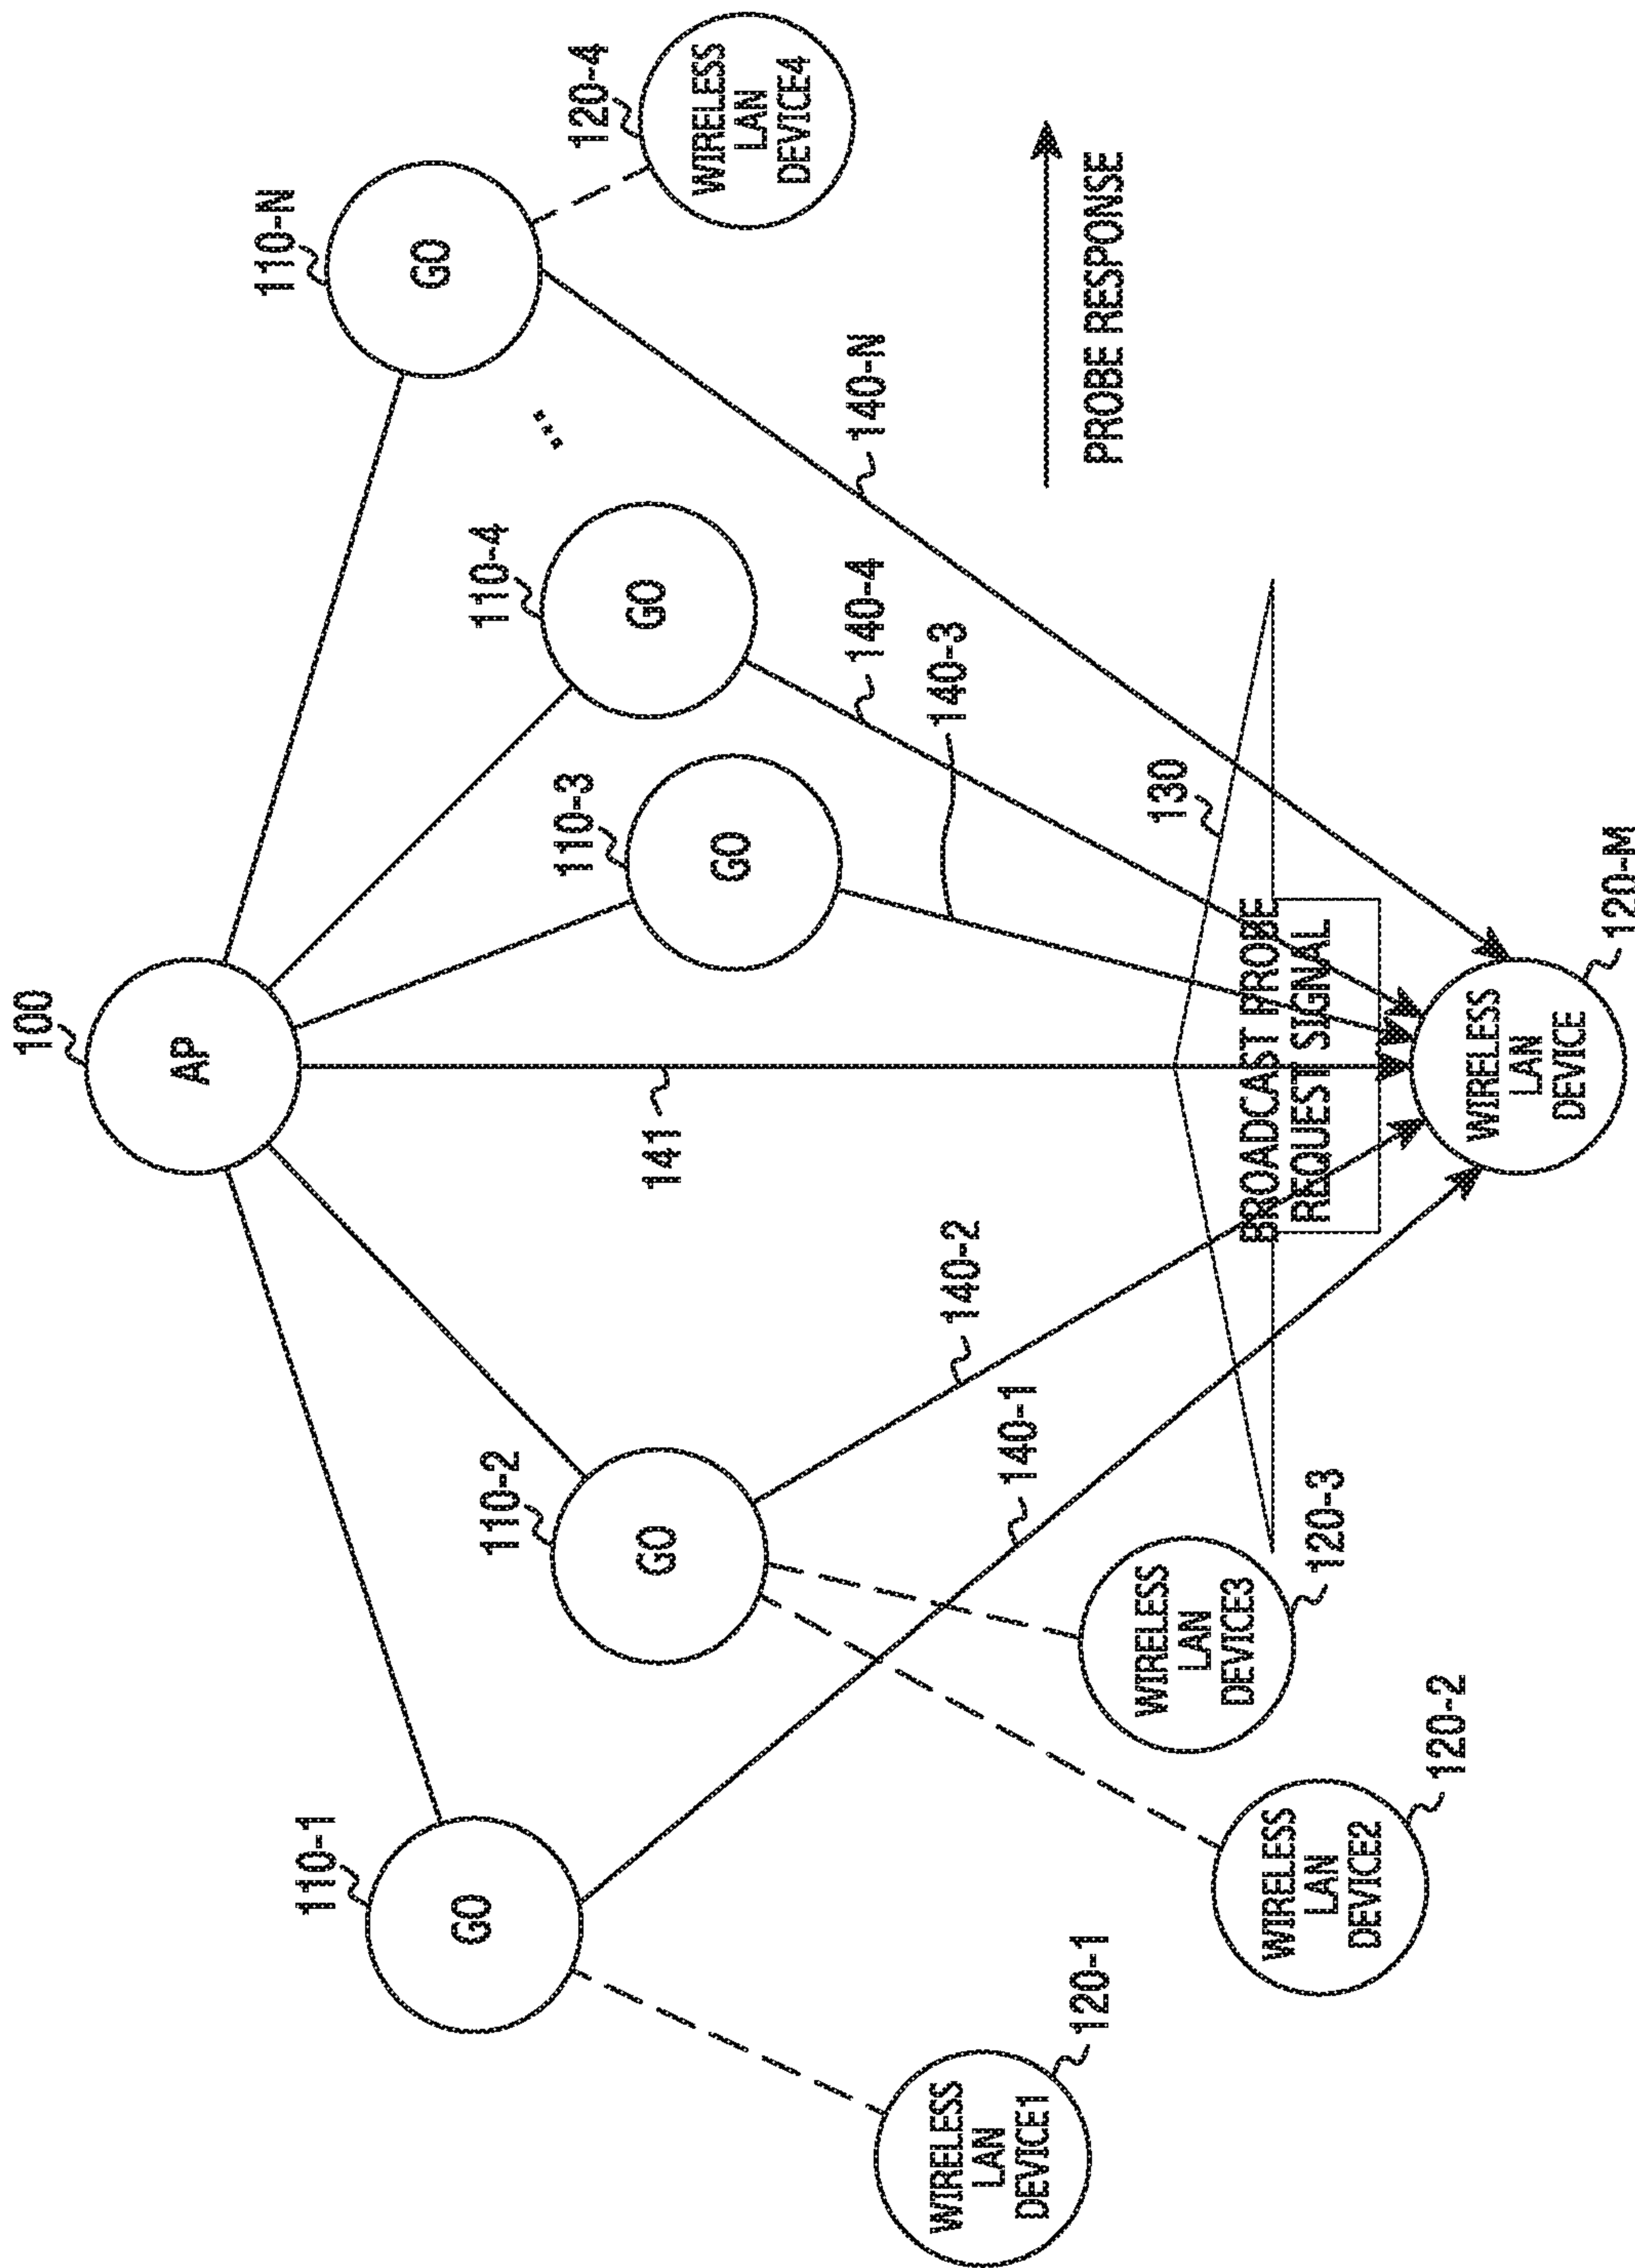 100
AP
110-1
GO
110-2
GO
110-3
GO
110-4
GO
...
110-N
GO
120-4
WIRELESS
LAN
DEVICE4
141
140-1
140-2
140-3
140-4
140-N
130
BROADCAST PROBE
REQUEST SIGNAL
PROBE RESPONSE
WIRELESS
LAN
DEVICE1
120-1
WIRELESS
LAN
DEVICE2
120-2
WIRELESS
LAN
DEVICE3
120-3
WIRELESS
LAN
DEVICE
120-M